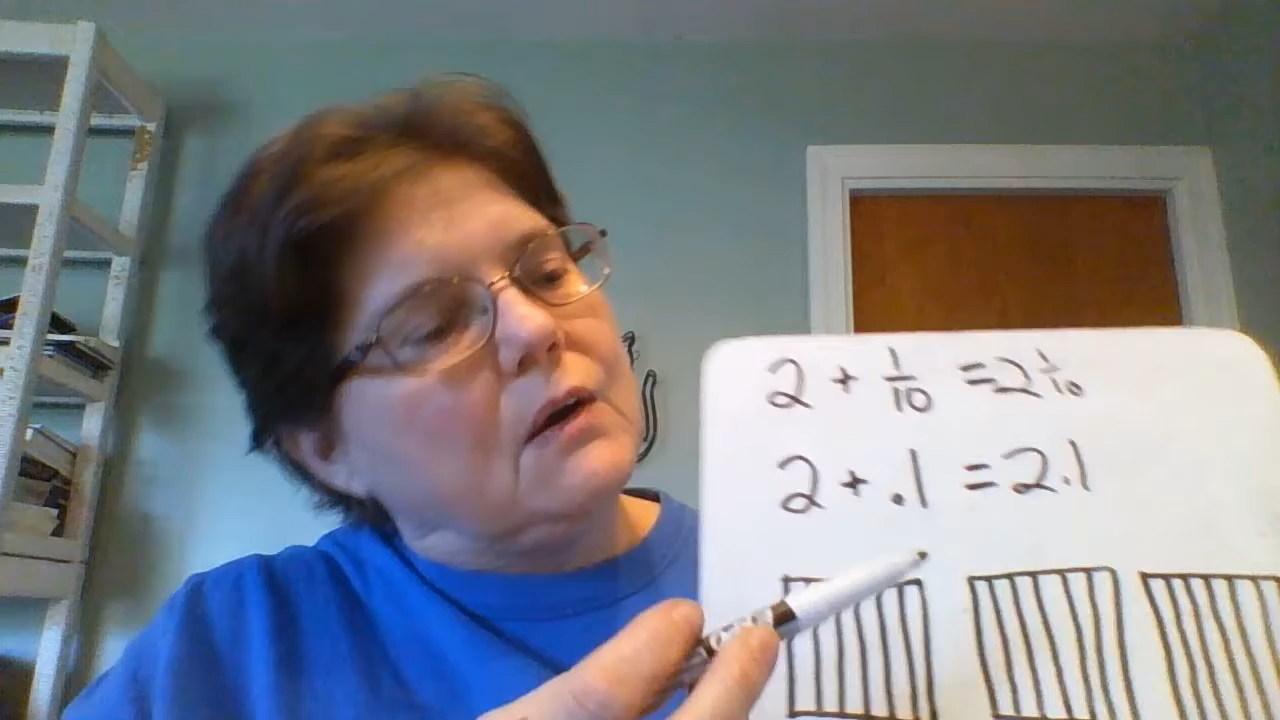 2 + 1/10 = 2 1/10
2 + .1 = 2.1